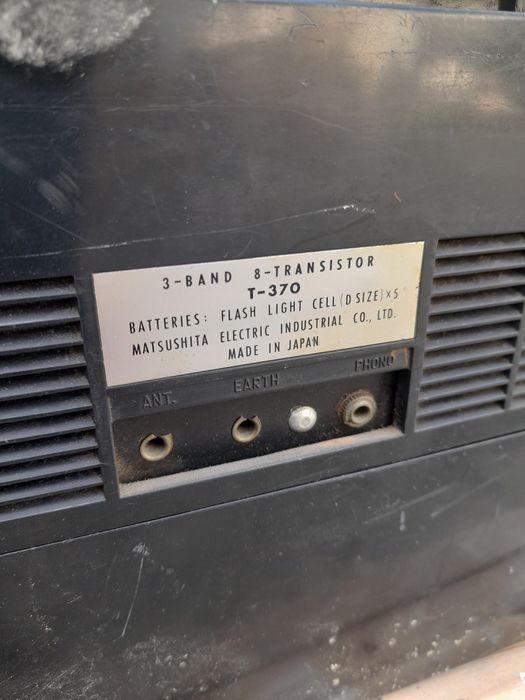 3-BAND 8-TRANSISTOR
T-370
BATTERIES: FLASH LIGHT CELL (D SIZE) × 5
MATSUSHITA ELECTRIC INDUSTRIAL CO., LTD.
MADE IN JAPAN
ANT. EARTH PHONO